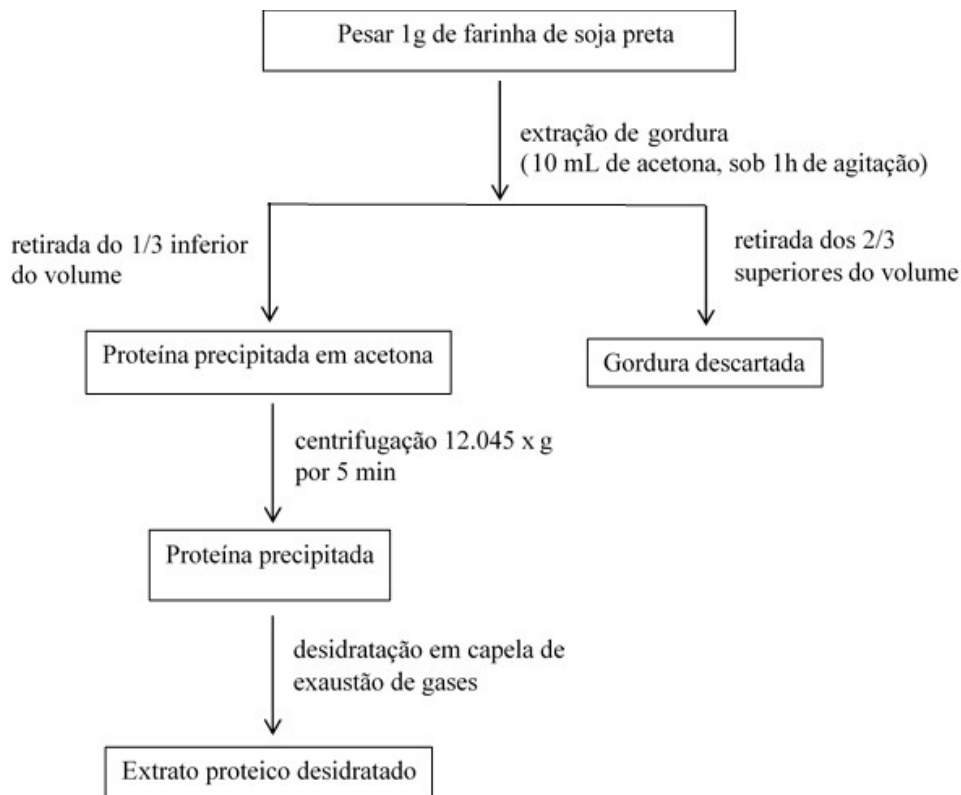 Pesar 1g de farinha de soja preta
extração de gordura
(10 mL de acetona, sob 1h de agitação)
retirada do 1/3 inferior
do volume
retirada dos 2/3
superiores do volume
Proteína precipitada em acetona
Gordura descartada
centrifugação 12.045 x g
por 5 min
Proteína precipitada
desidratação em capela de
exaustão de gases
Extrato proteico desidratado